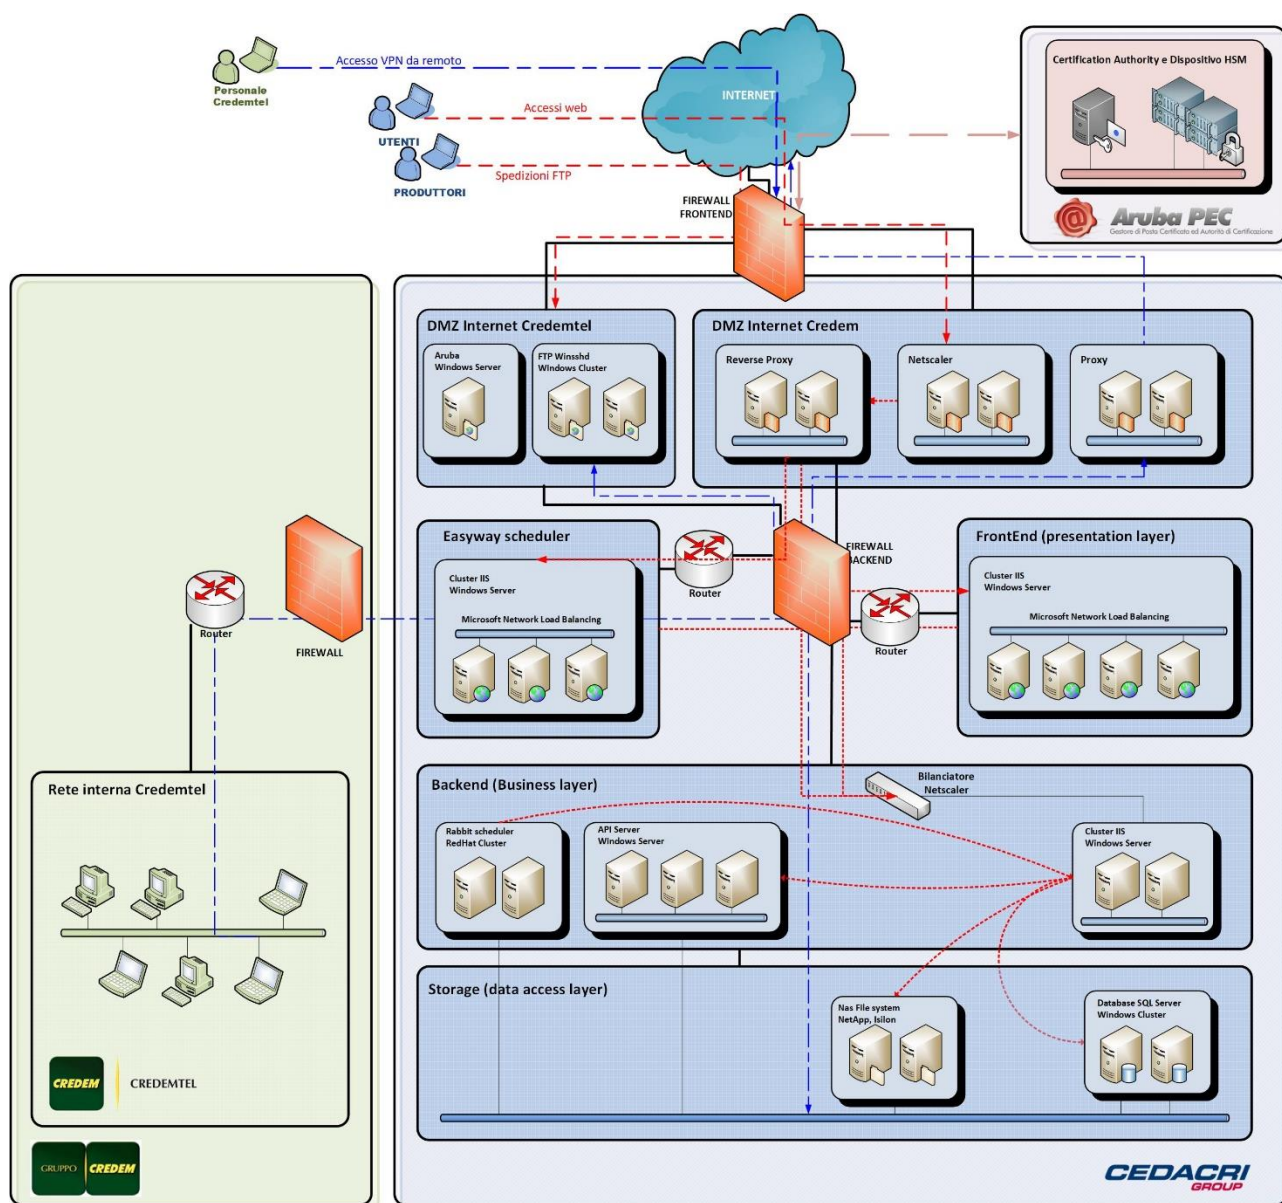 Personale
Credemtel
Accesso VPN da remoto
INTERNET
UTENTI
Accessi web
PRODUTTORI
Spedizioni FTP
Certification Authority e Dispositivo HSM
@ Aruba PEC
Gestore di Posta Certificata ed Autorità di Certificazione
FIREWALL
FRONTEND
DMZ Internet Credemtel
Aruba
Windows Server
FTP Winsshd
Windows Cluster
DMZ Internet Credem
Reverse Proxy
Netscaler
Proxy
Easyway scheduler
Cluster IIS
Windows Server
Microsoft Network Load Balancing
Router
FIREWALL
BACKEND
Router
FrontEnd (presentation layer)
Cluster IIS
Windows Server
Microsoft Network Load Balancing
Router
FIREWALL
Rete interna Credemtel
CREDEM
CREDEMTEL
GRUPPO
CREDEM
Backend (Business layer)
Bilanciatore
Netscaler
Rabbit scheduler
RedHat Cluster
API Server
Windows Server
Cluster IIS
Windows Server
Storage (data access layer)
Nas File system
NetApp, Isilon
Database SQL Server
Windows Cluster
CEDACRI
GROUP